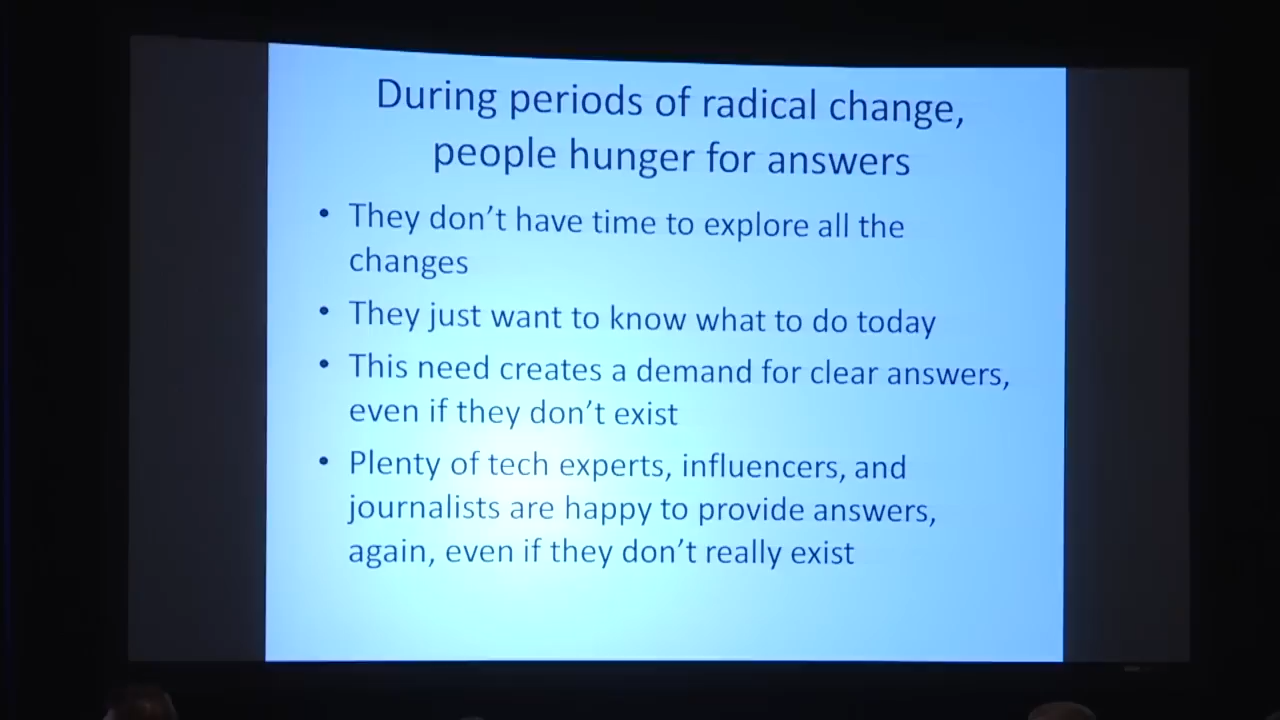 During periods of radical change,
people hunger for answers
• They don't have time to explore all the
changes
• They just want to know what to do today
• This need creates a demand for clear answers,
even if they don't exist
• Plenty of tech experts, influencers, and
journalists are happy to provide answers,
again, even if they don't really exist